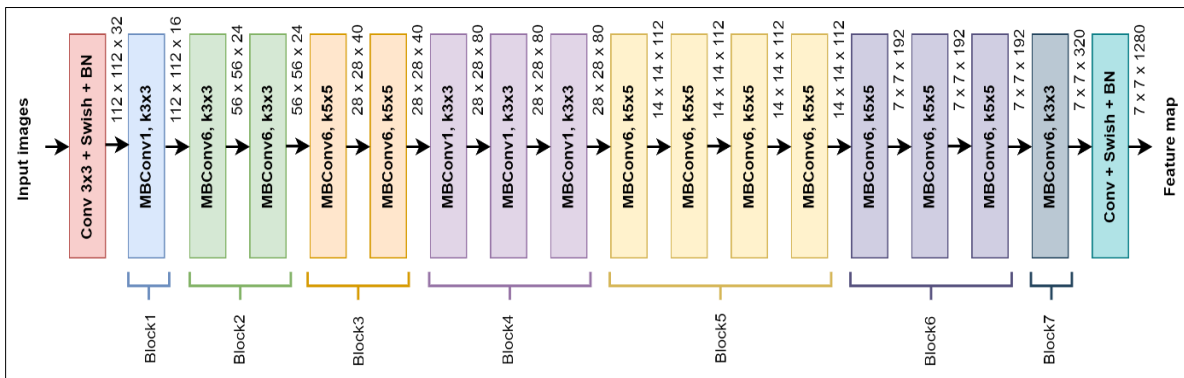 Input images
Conv 3x3 + Swish + BN
112 x 112 x 32
MBConv1, k3x3
112 x 112 x 16
MBConv6, k3x3
56 x 56 x 24
MBConv6, k3x3
56 x 56 x 24
MBConv6, k5x5
28 x 28 x 40
MBConv6, k5x5
28 x 28 x 40
MBConv1, k3x3
28 x 28 x 80
MBConv1, k3x3
28 x 28 x 80
MBConv1, k3x3
28 x 28 x 80
MBConv6, k5x5
14 x 14 x 112
MBConv6, k5x5
14 x 14 x 112
MBConv6, k5x5
14 x 14 x 112
MBConv6, k5x5
14 x 14 x 112
MBConv6, k5x5
7 x 7 x 192
MBConv6, k5x5
7 x 7 x 192
MBConv6, k5x5
7 x 7 x 192
MBConv6, k3x3
7 x 7 x 320
Conv + Swish + BN
7 x 7 x 1280
Feature map
Block1
Block2
Block3
Block4
Block5
Block6
Block7